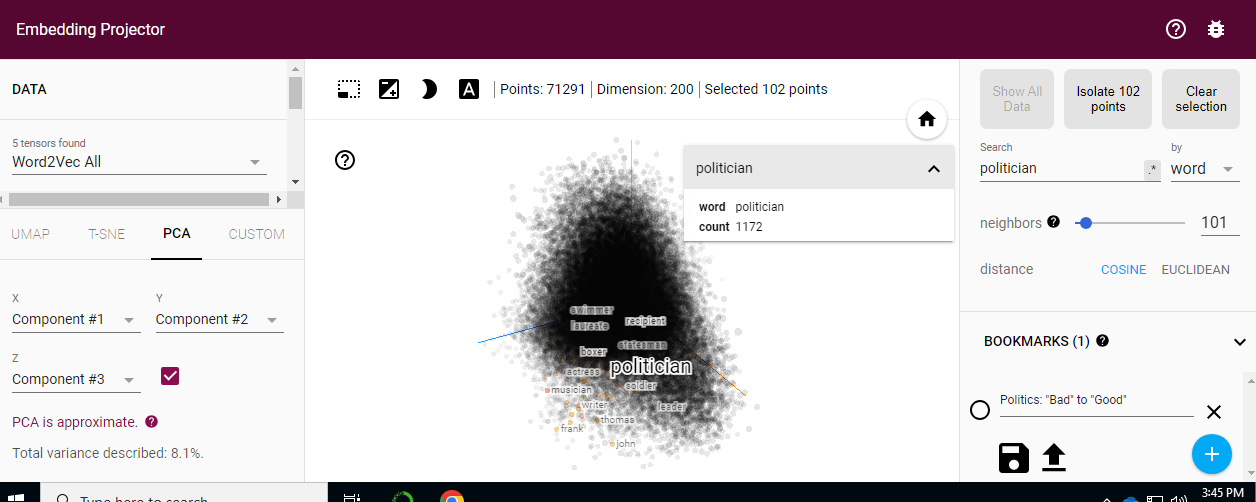 Embedding Projector
DATA
5 tensors found
Word2Vec All
UMAP T-SNE PCA CUSTOM
X Y
Component #1 Component #2
Z
Component #3
PCA is approximate.
Total variance described: 8.1%.
A | Points: 71291 | Dimension: 200 | Selected 102 points
politician
word politician
count 1172
swimmer
laureate recipient
statesman
boxer
politician
actress
soldier
musician
writer leader
thomas
frank
john
Show All Data
Isolate 102 points
Clear selection
Search by
politician .* word
neighbors 101
distance COSINE EUCLIDEAN
BOOKMARKS (1)
Politics: "Bad" to "Good"
Type here to search
3:45 PM